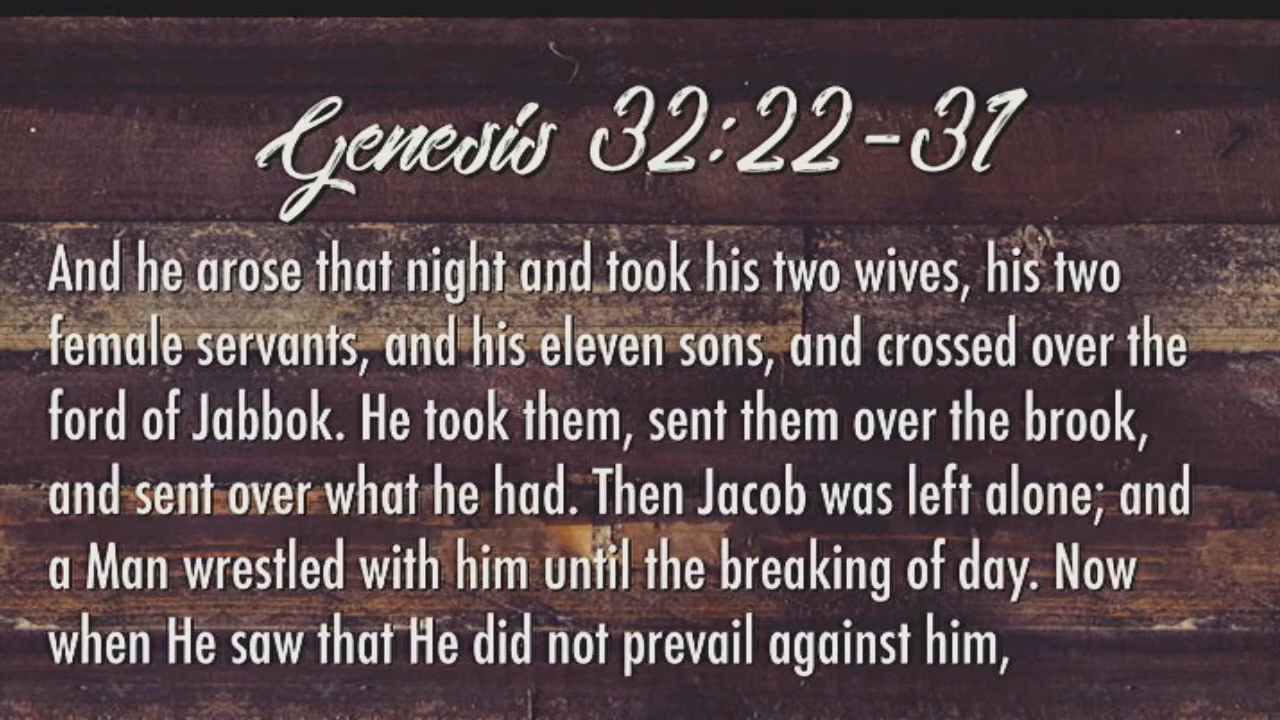 Genesis 32:22-31
And he arose that night and took his two wives, his two
female servants, and his eleven sons, and crossed over the
ford of Jabbok. He took them, sent them over the brook,
and sent over what he had. Then Jacob was left alone; and
a Man wrestled with him until the breaking of day. Now
when He saw that He did not prevail against him,